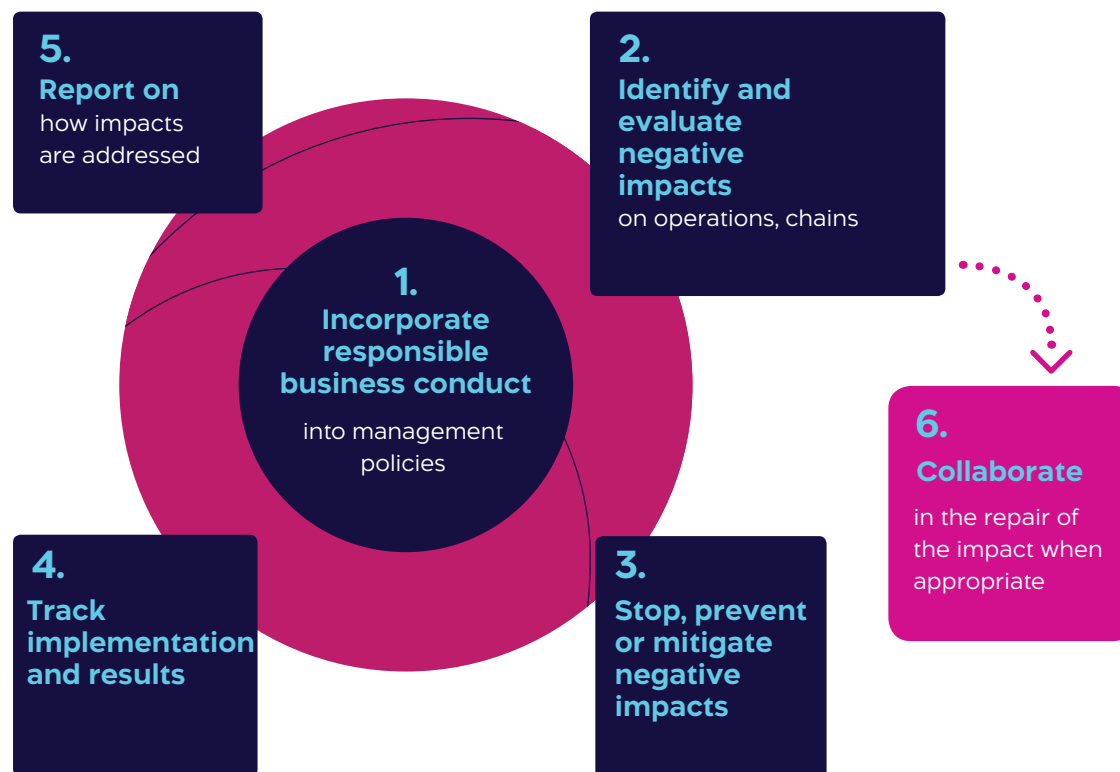 1.
Incorporate
responsible
business conduct
into management
policies
2.
Identify and
evaluate
negative
impacts
on operations, chains
3.
Stop, prevent
or mitigate
negative
impacts
4.
Track
implementation
and results
5.
Report on
how impacts
are addressed
6.
Collaborate
in the repair of
the impact when
appropriate